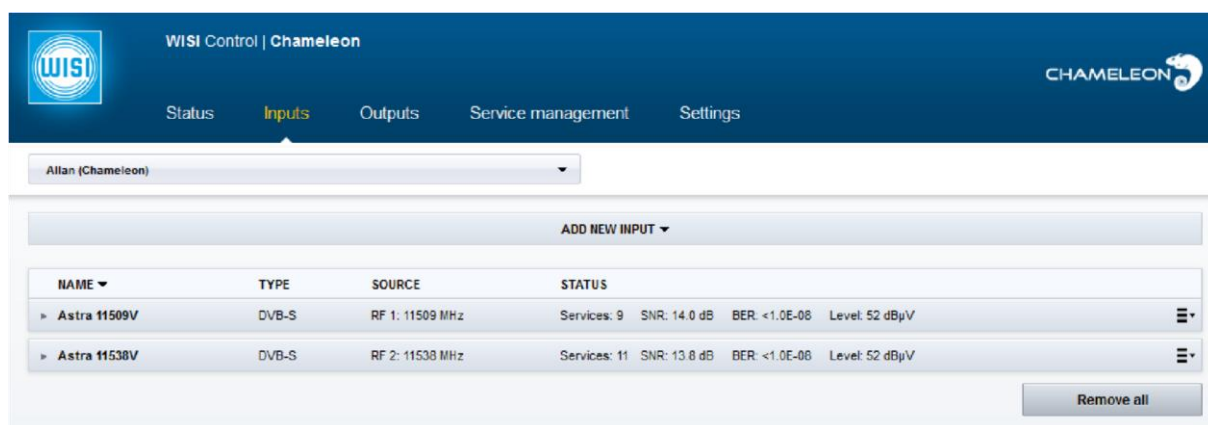 WISI
WISI Control | Chameleon
CHAMELEON
Status Inputs Outputs Service management Settings
Allan (Chameleon)
ADD NEW INPUT
NAME TYPE SOURCE STATUS
Astra 11509V DVB-S RF 1: 11509 MHz Services: 9 SNR: 14.0 dB BER: <1.0E-08 Level: 52 dBµV
Astra 11538V DVB-S RF 2: 11538 MHz Services: 11 SNR: 13.8 dB BER: <1.0E-08 Level: 52 dBµV
Remove all